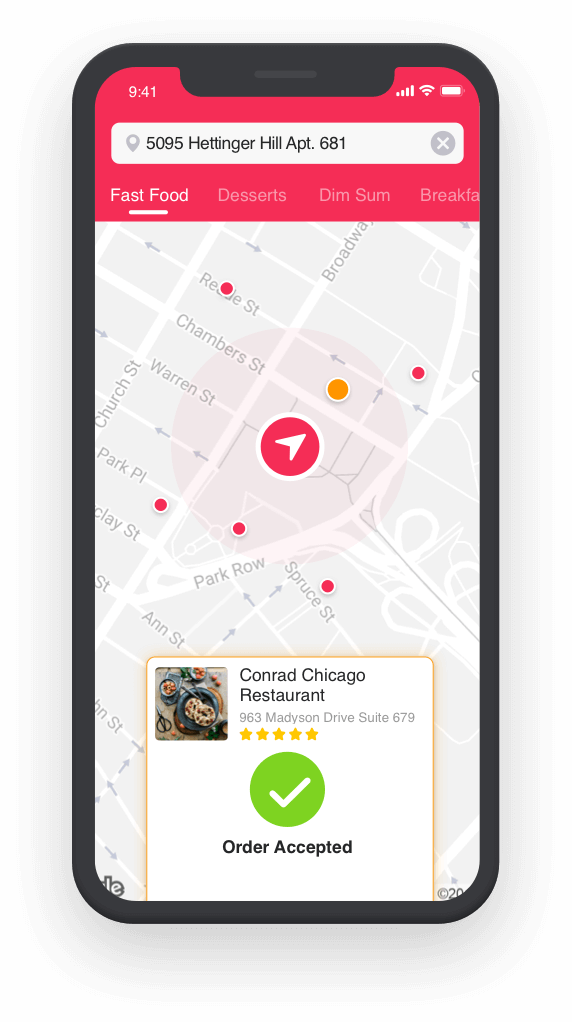 9:41
5095 Hettinger Hill Apt. 681
Fast Food Desserts Dim Sum Breakfa
Broadway
Reade St
Chambers St
Warren St
Church St
Park Pl
clay St
St
Park Row
Spruce St
Ann St
hn St
Conrad Chicago
Restaurant
963 Madyson Drive Suite 679
Order Accepted
©20